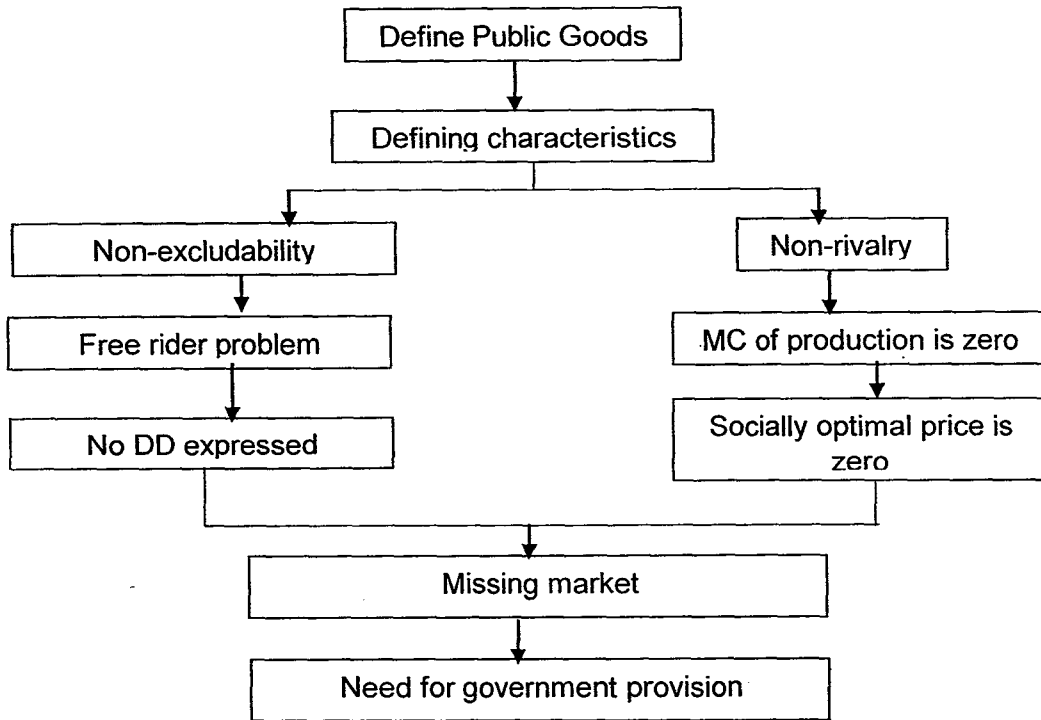 Define Public Goods
Defining characteristics
Non-excludability
Non-rivalry
Free rider problem
MC of production is zero
No DD expressed
Socially optimal price is
zero
Missing market
Need for government provision